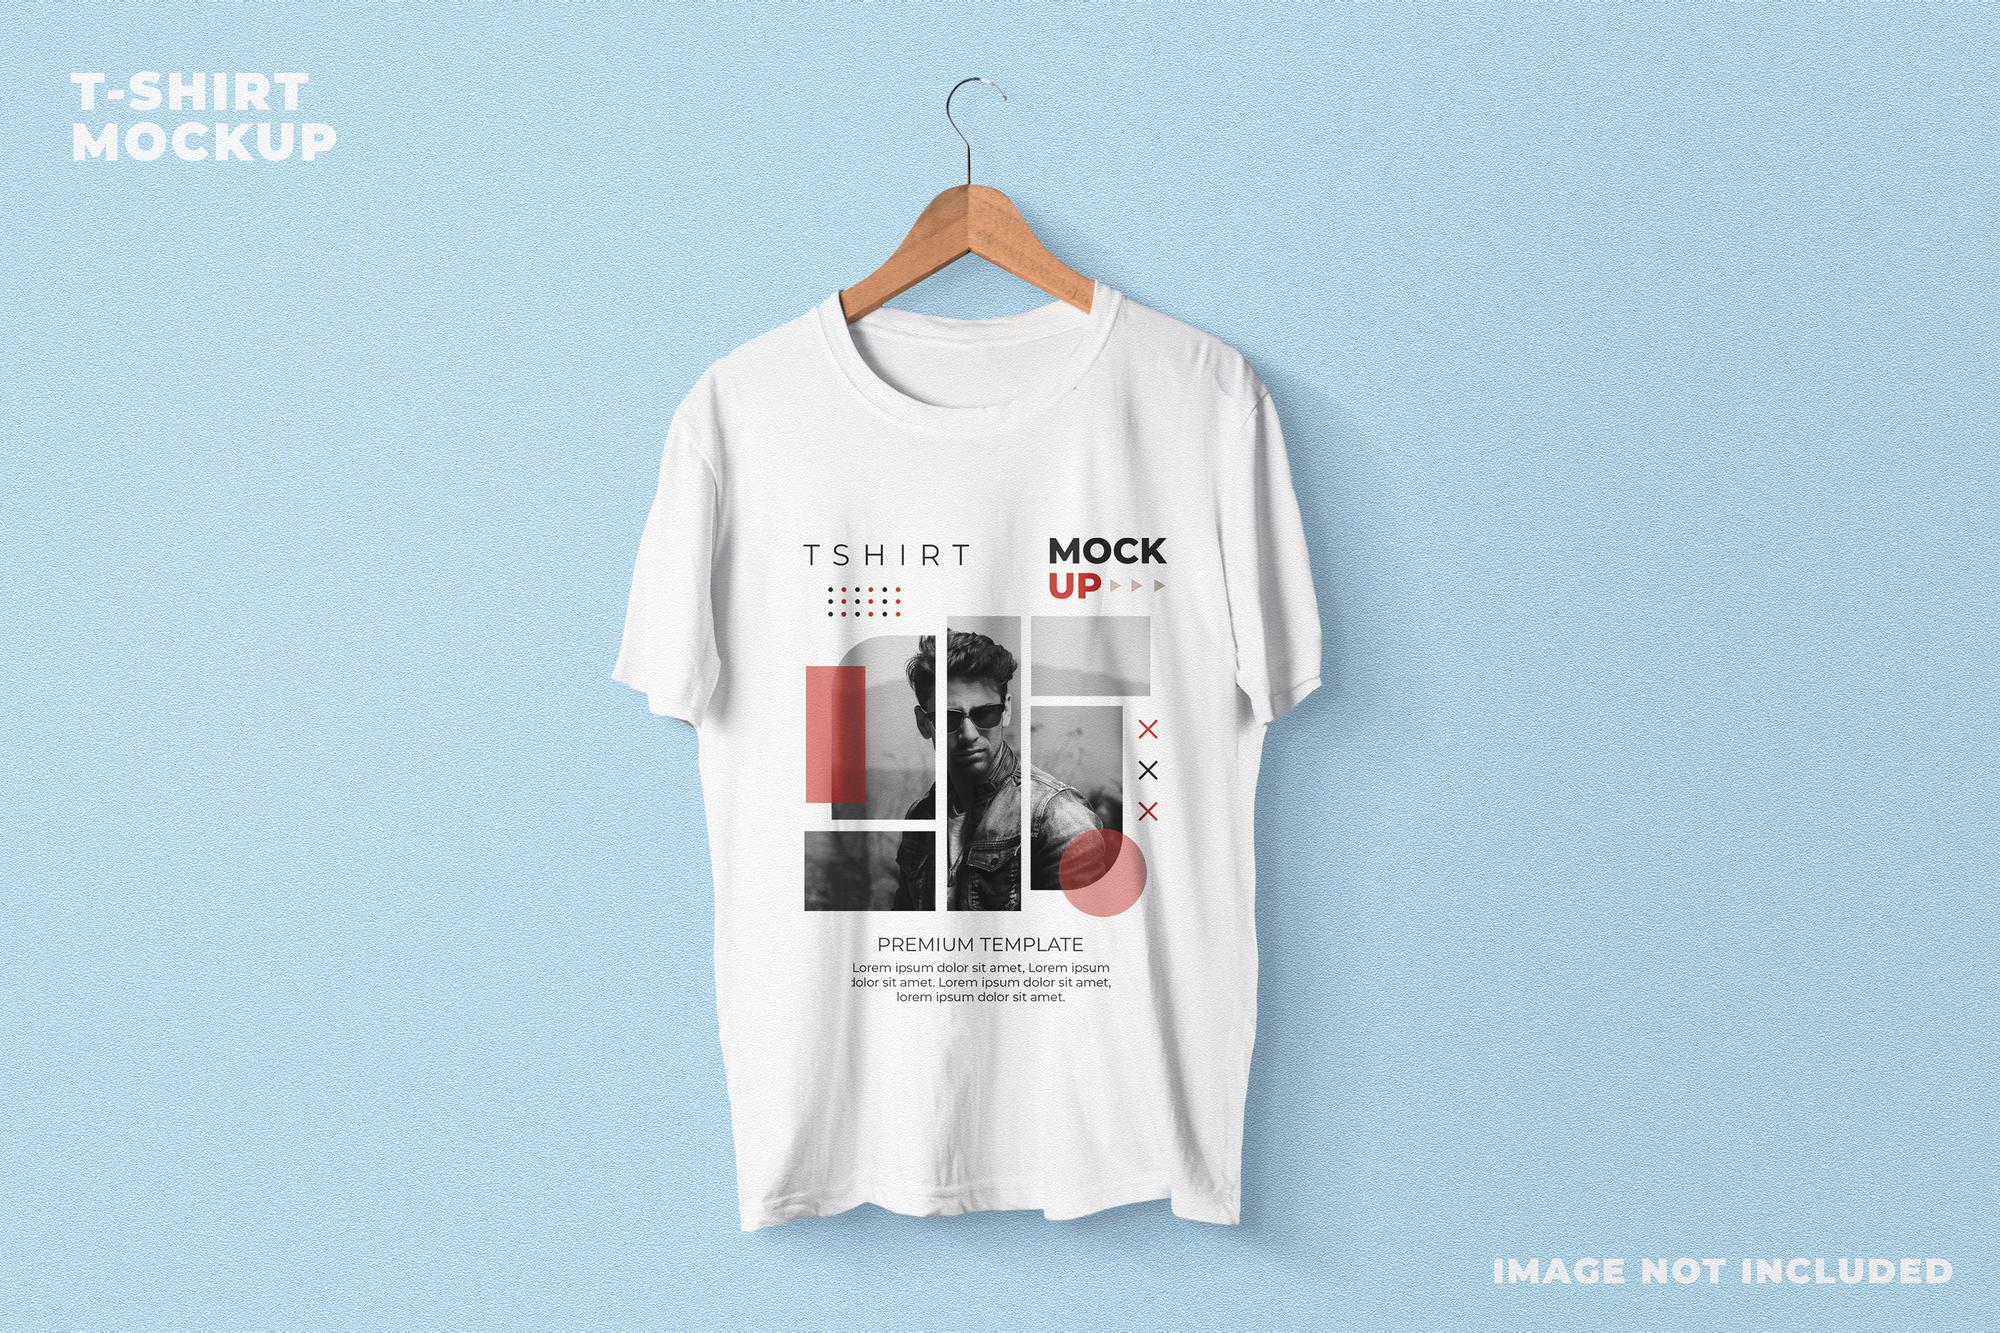 T-SHIRT
MOCKUP
TSHIRT
MOCK
UP
PREMIUM TEMPLATE
Lorem ipsum dolor sit amet, Lorem ipsum
dolor sit amet. Lorem ipsum dolor sit amet,
lorem ipsum dolor sit amet.
IMAGE NOT INCLUDED